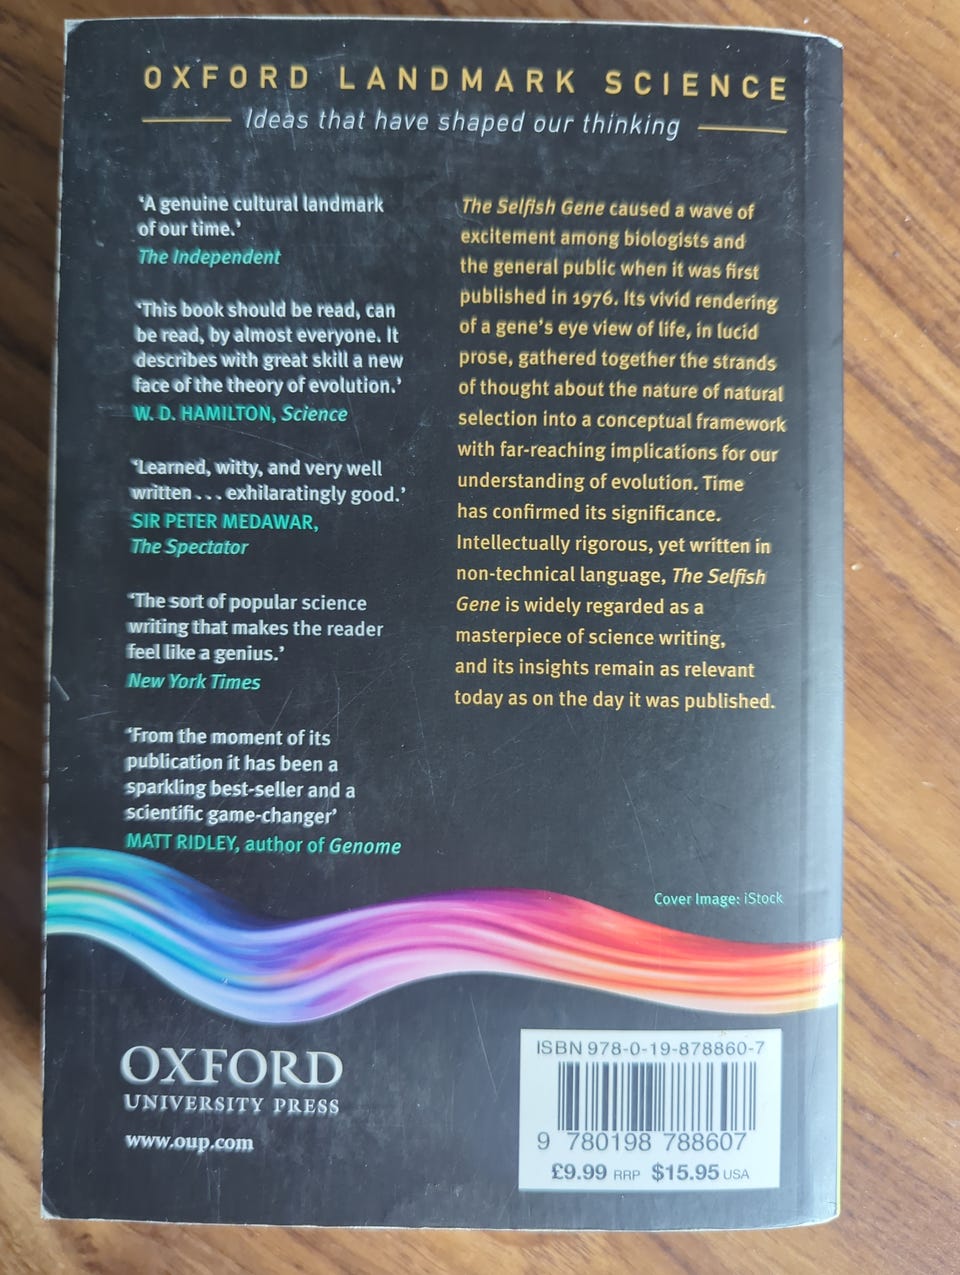 OXFORD LANDMARK SCIENCE
Ideas that have shaped our thinking
‘A genuine cultural landmark
of our time.’
The Independent
‘This book should be read, can
be read, by almost everyone. It
describes with great skill a new
face of the theory of evolution.’
W. D. HAMILTON, Science
‘Learned, witty, and very well
written . . . exhilaratingly good.’
SIR PETER MEDAWAR,
The Spectator
‘The sort of popular science
writing that makes the reader
feel like a genius.’
New York Times
‘From the moment of its
publication it has been a
sparkling best-seller and a
scientific game-changer’
MATT RIDLEY, author of Genome
The Selfish Gene caused a wave of
excitement among biologists and
the general public when it was first
published in 1976. Its vivid rendering
of a gene’s eye view of life, in lucid
prose, gathered together the strands
of thought about the nature of natural
selection into a conceptual framework
with far-reaching implications for our
understanding of evolution. Time
has confirmed its significance.
Intellectually rigorous, yet written in
non-technical language, The Selfish
Gene is widely regarded as a
masterpiece of science writing,
and its insights remain as relevant
today as on the day it was published.
Cover Image: iStock
OXFORD
UNIVERSITY PRESS
www.oup.com
ISBN 978-0-19-878860-7
9 780198 788607
£9.99 RRP $15.95 USA